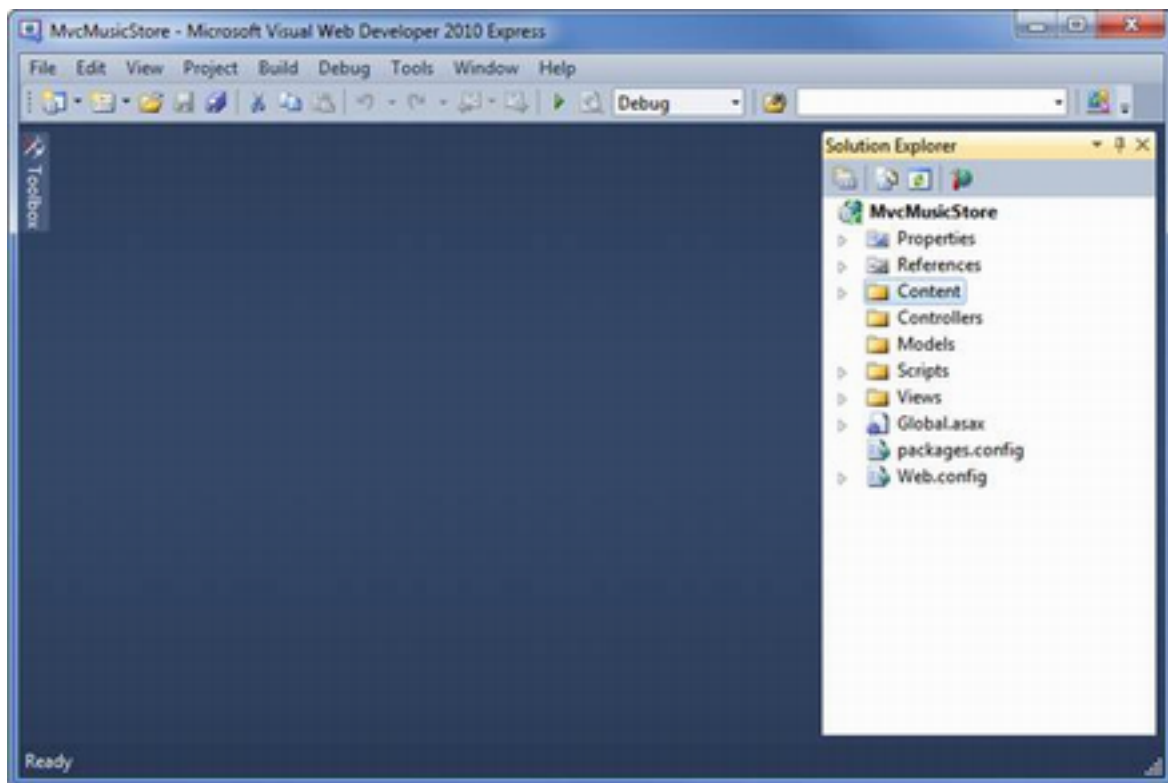 MvcMusicStore - Microsoft Visual Web Developer 2010 Express
File Edit View Project Build Debug Tools Window Help
Debug
Toolbox
Solution Explorer
MvcMusicStore
Properties
References
Content
Controllers
Models
Scripts
Views
Global.asax
packages.config
Web.config
Ready